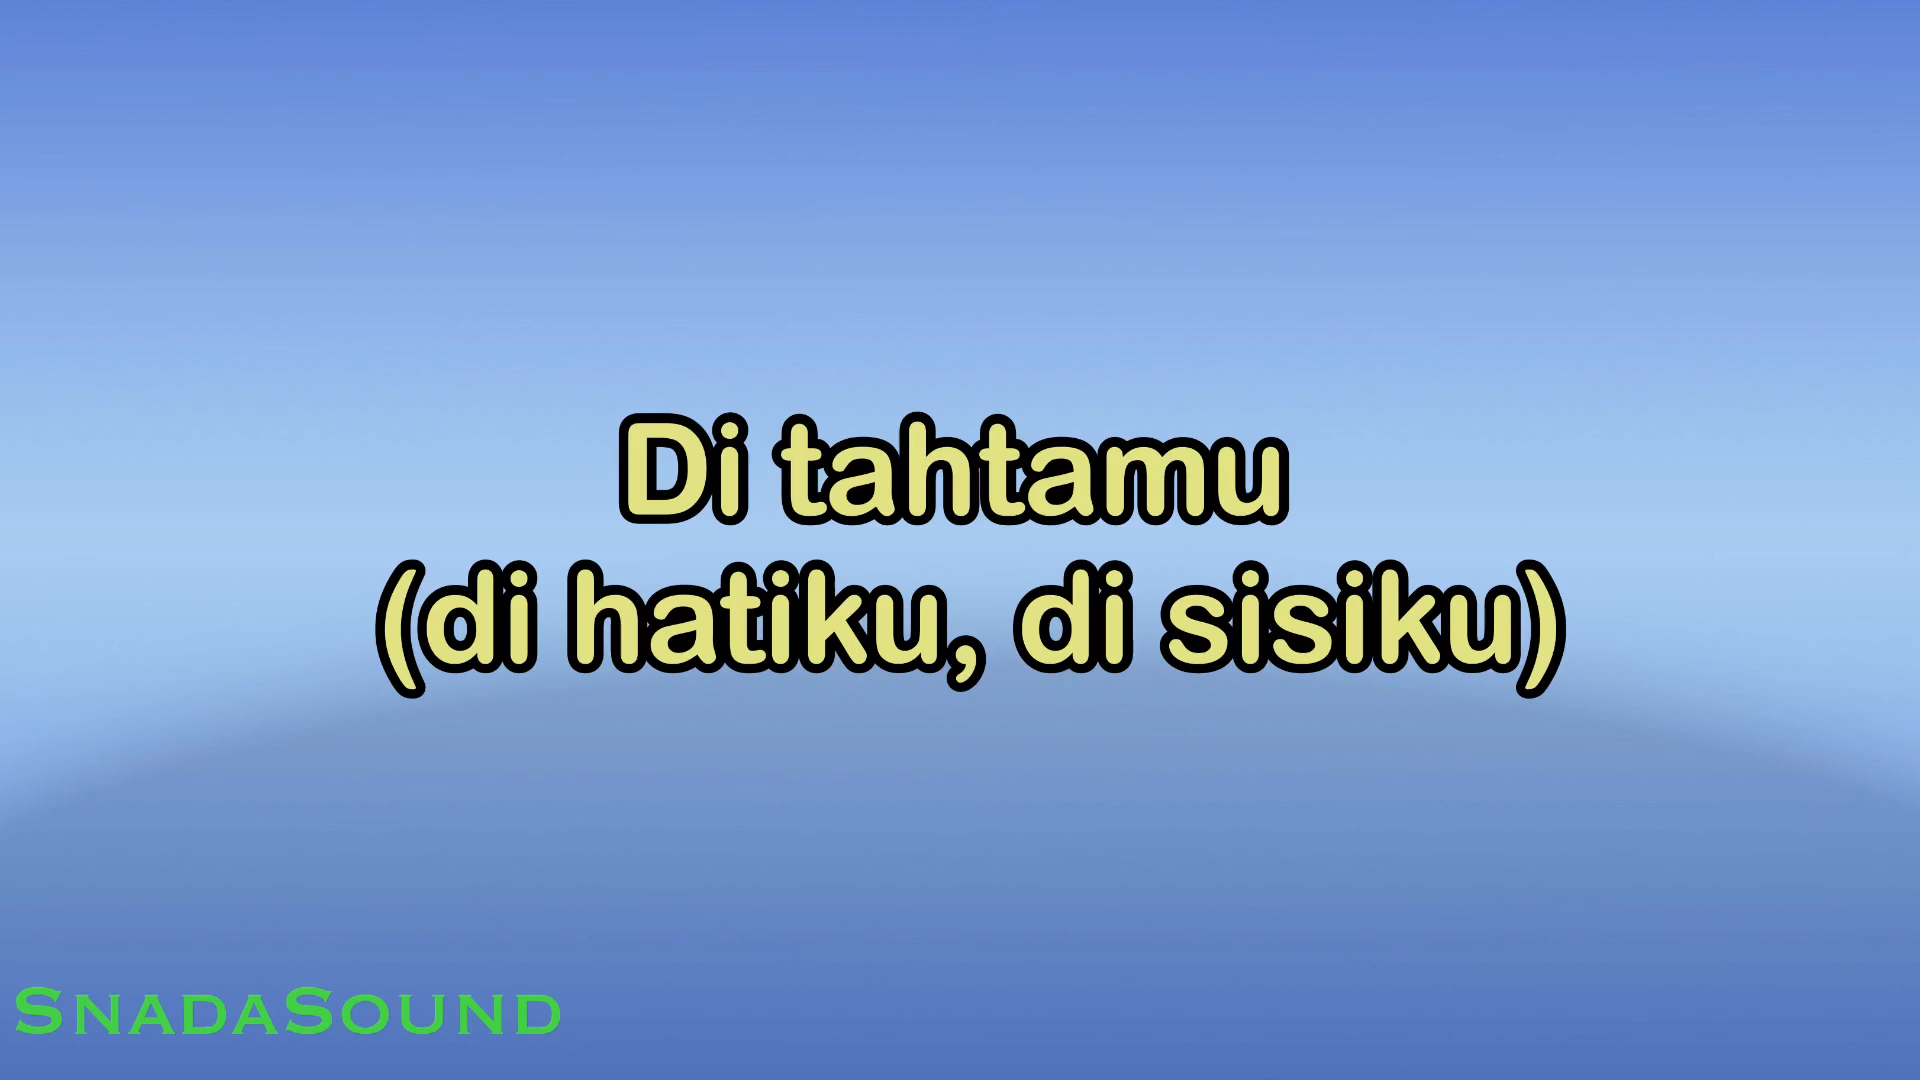 Di tahtamu
(di hatiku, di sisiku)
SnadaSound